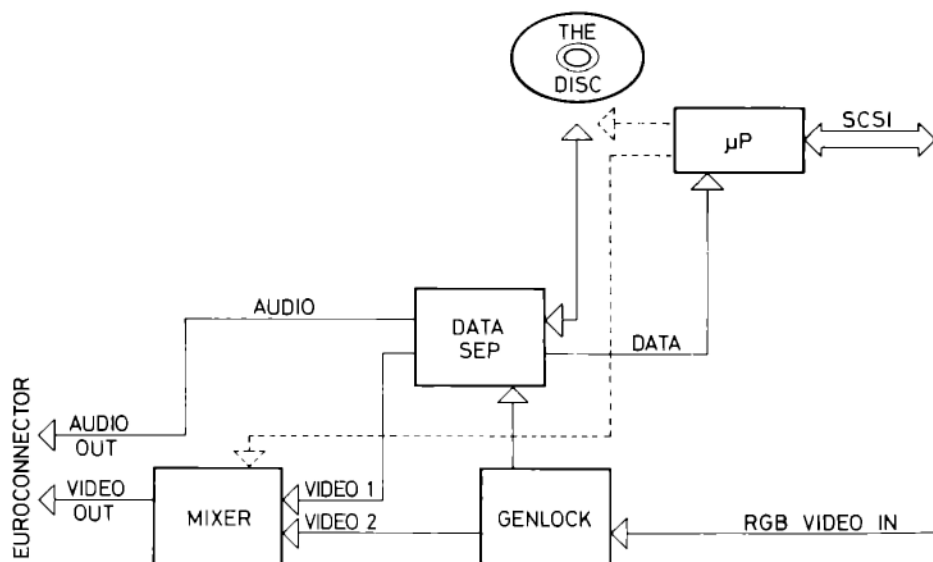 THE
DISC
µP
SCSI
AUDIO
DATA
SEP
DATA
EUROCONNECTOR
AUDIO
OUT
VIDEO
OUT
MIXER
VIDEO 1
VIDEO 2
GENLOCK
RGB VIDEO IN